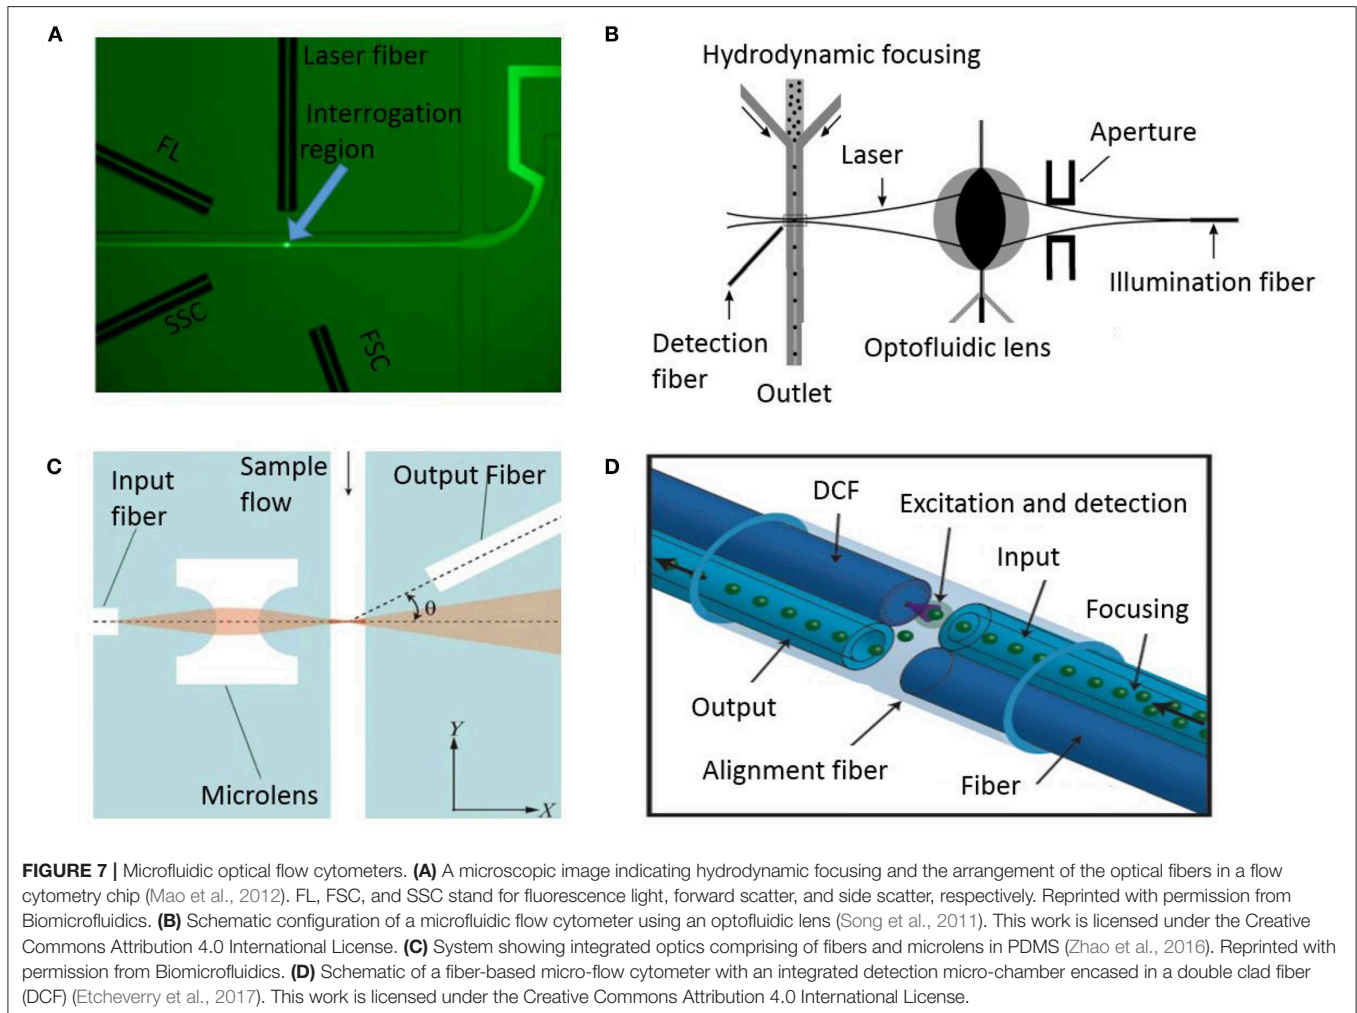 A
Laser fiber
Interrogation
region
FL
SSC
FSC
B
Hydrodynamic focusing
Laser
Aperture
Illumination fiber
Detection
fiber
Optofluidic lens
Outlet
C
Input
fiber
Sample
flow
Output Fiber
θ
Microlens
Y
X
D
DCF
Excitation and detection
Input
Focusing
Output
Alignment fiber
Fiber
FIGURE 7 | Microfluidic optical flow cytometers. (A) A microscopic image indicating hydrodynamic focusing and the arrangement of the optical fibers in a flow
cytometry chip (Mao et al., 2012). FL, FSC, and SSC stand for fluorescence light, forward scatter, and side scatter, respectively. Reprinted with permission from
Biomicrofluidics. (B) Schematic configuration of a microfluidic flow cytometer using an optofluidic lens (Song et al., 2011). This work is licensed under the Creative
Commons Attribution 4.0 International License. (C) System showing integrated optics comprising of fibers and microlens in PDMS (Zhao et al., 2016). Reprinted with
permission from Biomicrofluidics. (D) Schematic of a fiber-based micro-flow cytometer with an integrated detection micro-chamber encased in a double clad fiber
(DCF) (Etcheverry et al., 2017). This work is licensed under the Creative Commons Attribution 4.0 International License.